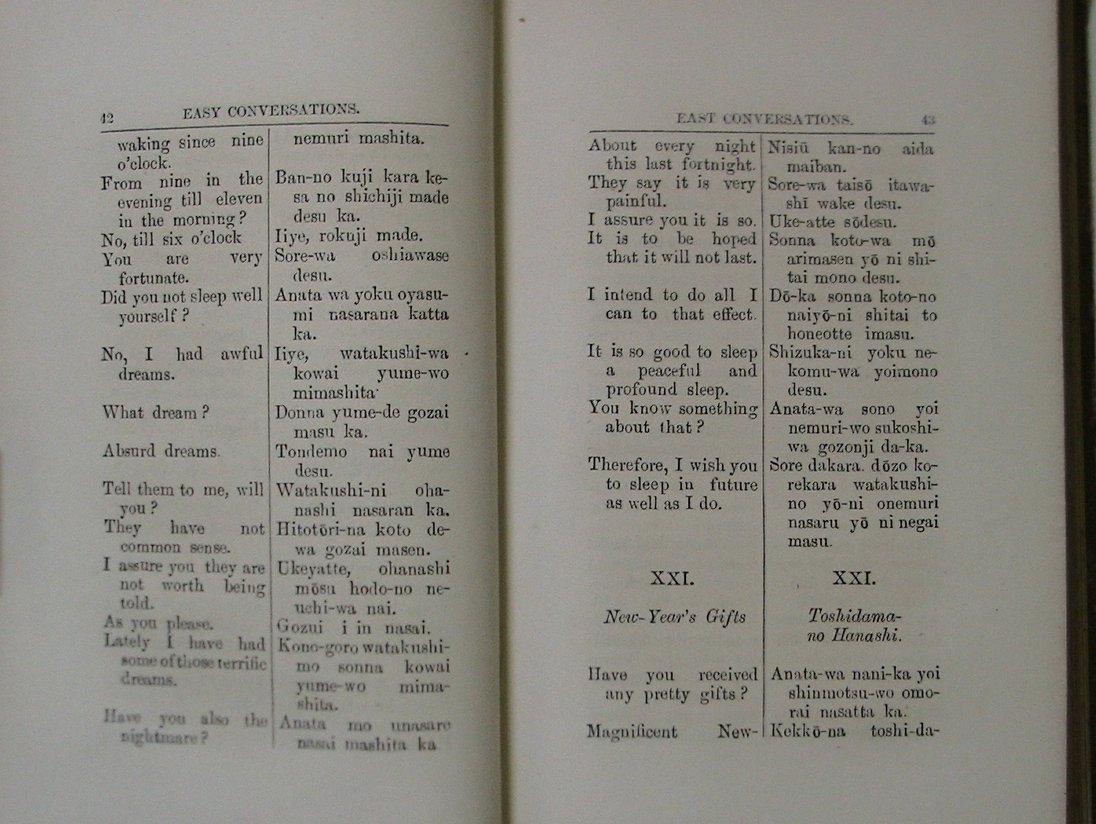 42 EASY CONVERSATIONS.
waking since nine
o'clock.
From nine in the
evening till eleven
in the morning?
No, till six o'clock
You are very
fortunate.
Did you not sleep well
yourself?
No, I had awful
dreams.
What dream?
Absurd dreams.
Tell them to me, will
you?
They have not
common sense.
I assure you they are
not worth being
told.
As you please.
Lately I have had
some of those terrific
dreams.
Have you also the
nightmare?
nemuri mashita.
Ban-no kuji kara ke-
sa no shichiji made
desu ka.
Iiye, rokuji made.
Sore-wa oshiawase
desu.
Anata wa yoku oyasu-
mi nasarana katta
ka.
Iiye, watakushi-wa
kowai yume-wo
mimashita
Donna yume-de gozai
masu ka.
Tondemo nai yume
desu.
Watakushi-ni oha-
nashi nasaran ka.
Hitotōri-na koto de-
wa gozai masen.
Ukeyatte, ohanashi
mōsu hodo-no ne-
uchi-wa nai.
Gozui i in nasai.
Kono-goro watakushi-
mo sonna kowai
yume-wo mima-
shita.
Anata mo unasare
nasai mashita ka
EAST CONVERSATIONS. 43
About every night
this last fortnight.
They say it is very
painful.
I assure you it is so.
It is to be hoped
that it will not last.
I intend to do all I
can to that effect.
It is so good to sleep
a peaceful and
profound sleep.
You know something
about that?
Therefore, I wish you
to sleep in future
as well as I do.
XXI.
New-Year's Gifts
Have you received
any pretty gifts?
Magnificent New-
Nisiū kan-no aida
maiban.
Sore-wa taisō itawa-
shī wake desu.
Uke-atte sōdesu.
Sonna koto-wa mō
arimasen yō ni shi-
tai mono desu.
Dō-ka sonna koto-no
naiyō-ni shitai to
honeotte imasu.
Shizuka-ni yoku ne-
komu-wa yoimono
desu.
Anata-wa sono yoi
nemuri-wo sukoshi-
wa gozonji da-ka.
Sore dakara. dōzo ko-
rekara watakushi-
no yō-ni onemuri
nasaru yō ni negai
masu.
XXI.
Toshidama-
no Hanashi.
Anata-wa nani-ka yoi
shinmotsu-wo omo-
rai nasatta ka.
Kekkō-na toshi-da-